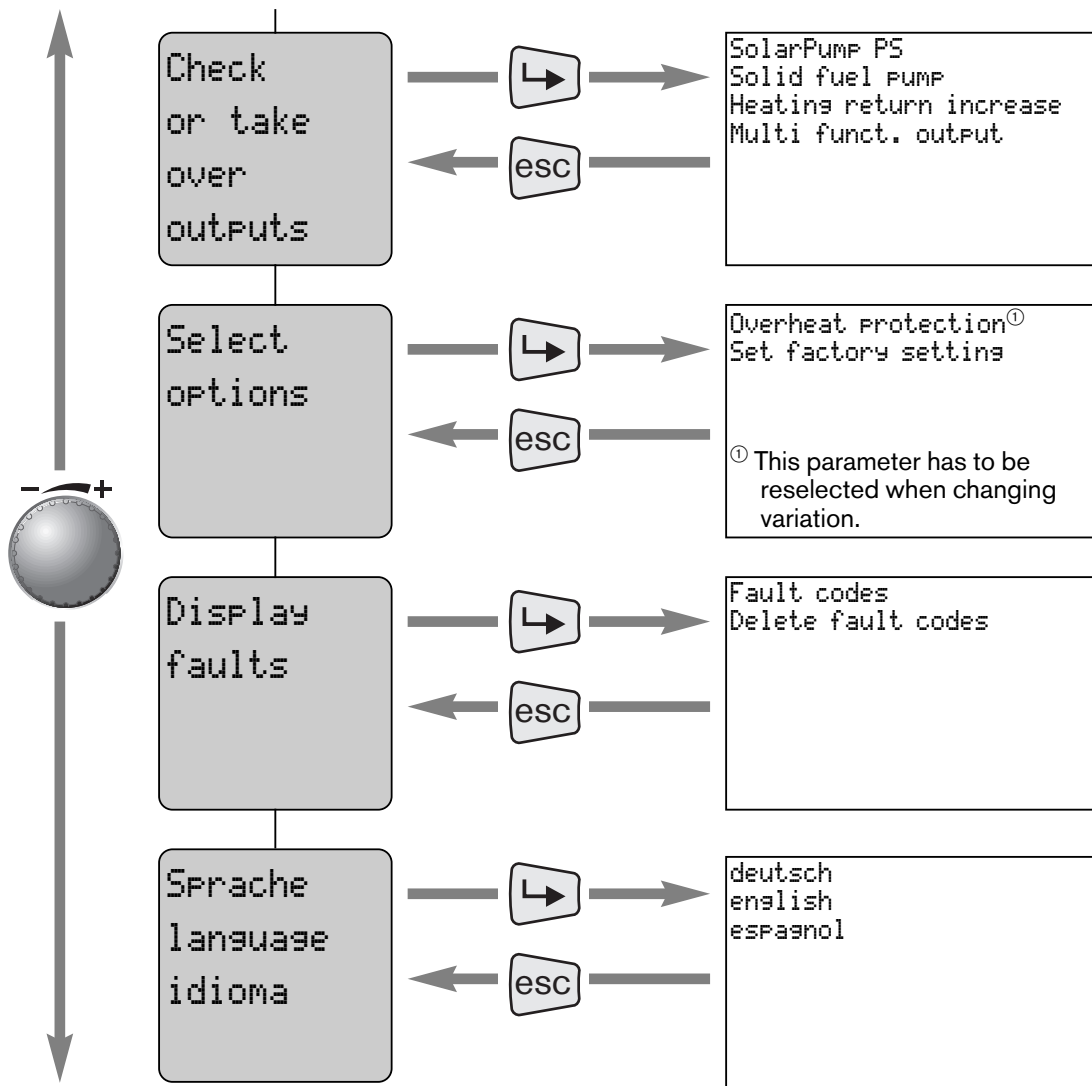 Check
or take
over
outputs
esc
SolarPump PS
Solid fuel pump
Heating return increase
Multi funct. output
Select
options
esc
Overheat protection①
Set factory setting
① This parameter has to be
reselected when changing
variation.
- +
Display
faults
esc
Fault codes
Delete fault codes
Sprache
language
idioma
esc
deutsch
english
espagnol